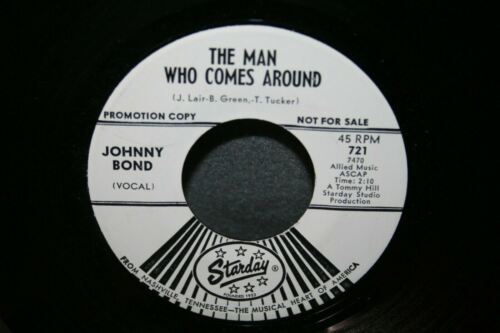 THE MAN
WHO COMES AROUND
(J. Lair-B. Green,-T. Tucker)
PROMOTION COPY
NOT FOR SALE
JOHNNY
BOND
(VOCAL)
45 RPM
721
7470
Allied Music
ASCAP
Time: 2:10
A Tommy Hill
Starday Studio
Production
Starday®
FOUNDED 1952
FROM NASHVILLE, TENNESSEE—THE MUSICAL HEART OF AMERICA